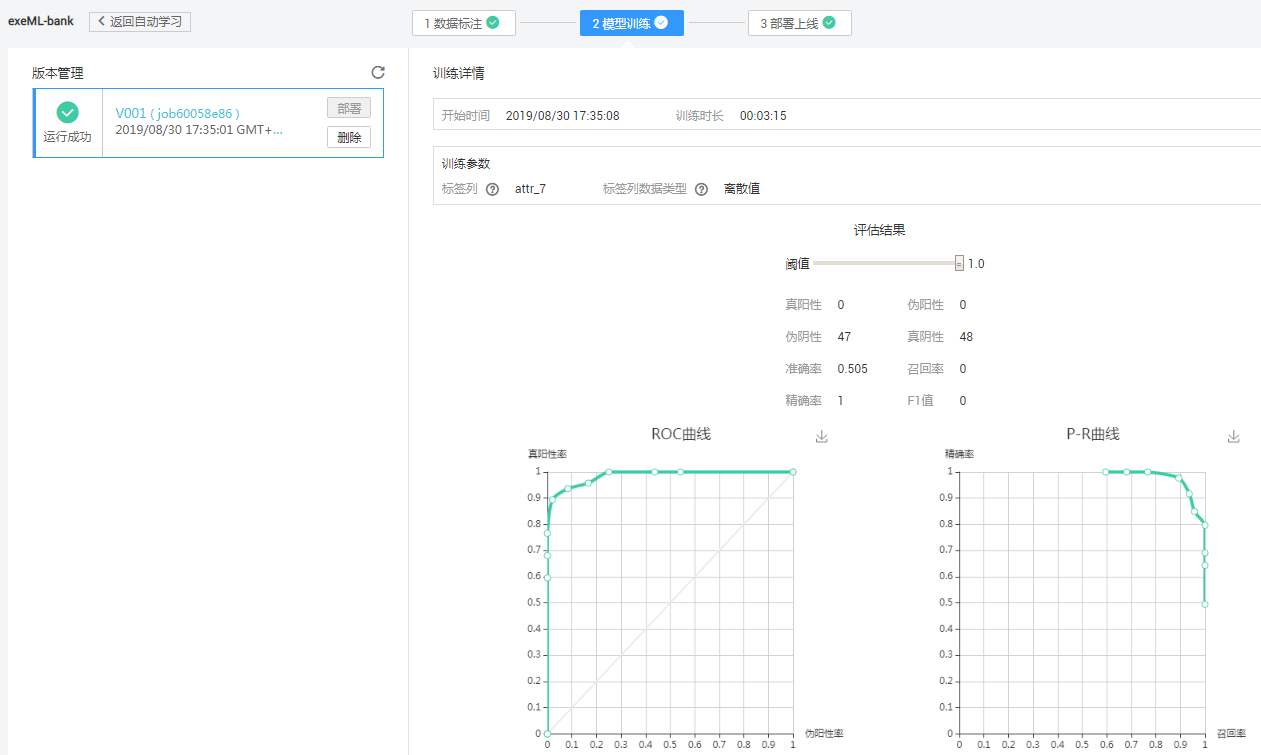 exeML-bank
返回自动学习
1 数据标注
2 模型训练
3 部署上线
版本管理
运行成功
V001 ( job60058e86 )
2019/08/30 17:35:01 GMT+...
部署
删除
训练详情
开始时间 2019/08/30 17:35:08 训练时长 00:03:15
训练参数
标签列 ? attr_7 标签列数据类型 ? 离散值
评估结果
阈值 1.0
真阳性 0 伪阳性 0
伪阴性 47 真阴性 48
准确率 0.505 召回率 0
精确率 1 F1值 0
ROC曲线
真阳性率
1
0.9
0.8
0.7
0.6
0.5
0.4
0.3
0.2
0.1
0
0 0.1 0.2 0.3 0.4 0.5 0.6 0.7 0.8 0.9 1
伪阳性率
P-R曲线
精确率
1
0.9
0.8
0.7
0.6
0.5
0.4
0.3
0.2
0.1
0
0 0.1 0.2 0.3 0.4 0.5 0.6 0.7 0.8 0.9 1
召回率